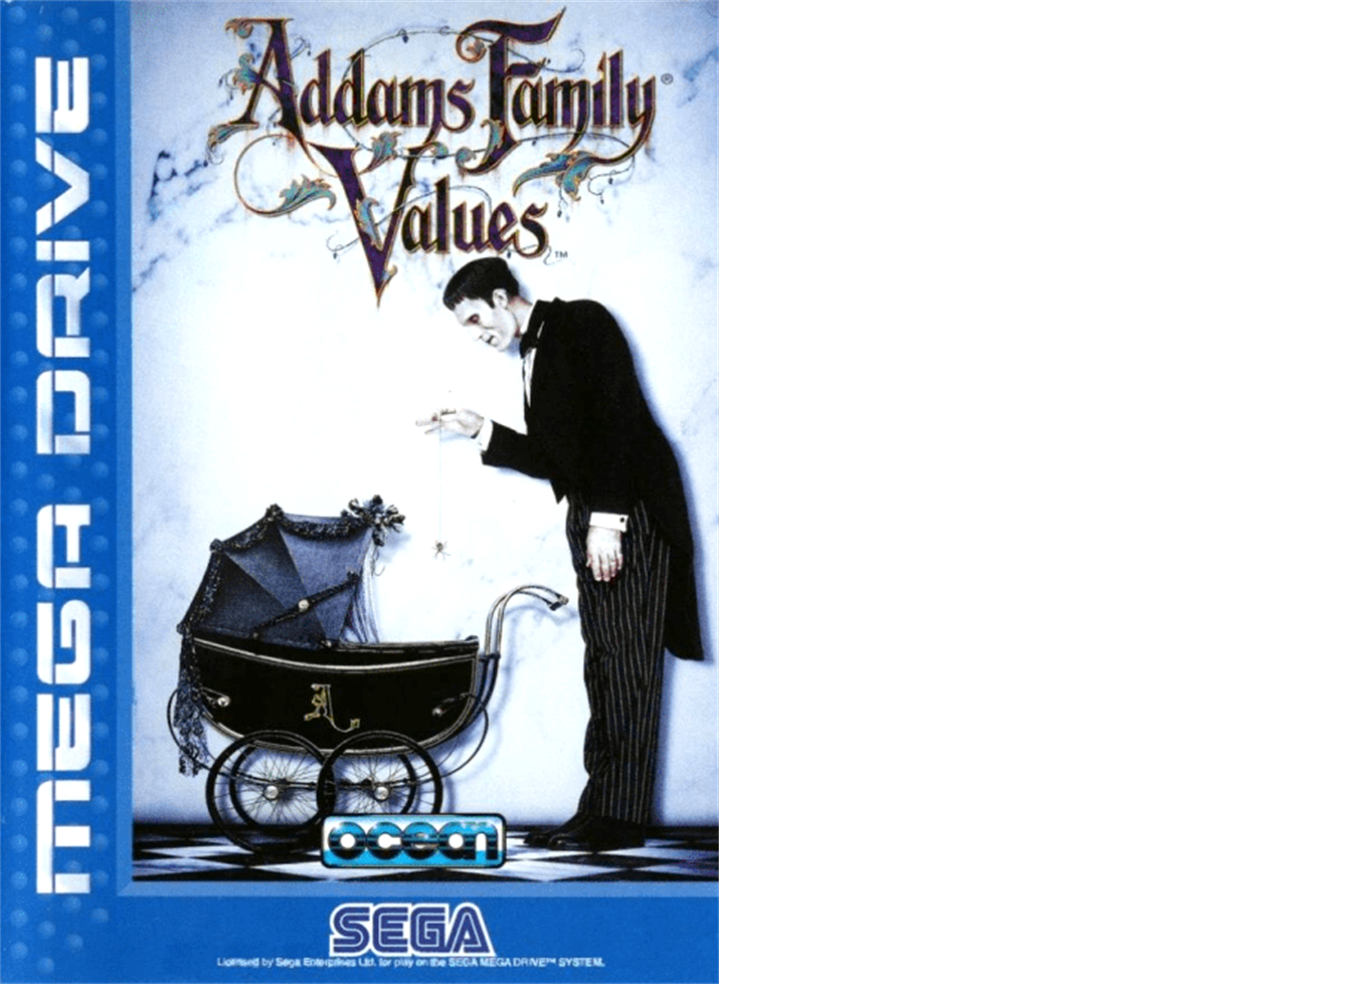 MEGA DRIVE
Addams Family®
Values™
A
ocean
SEGA
Licensed by Sega Enterprises Ltd. for play on the SEGA MEGA DRIVE™ SYSTEM.